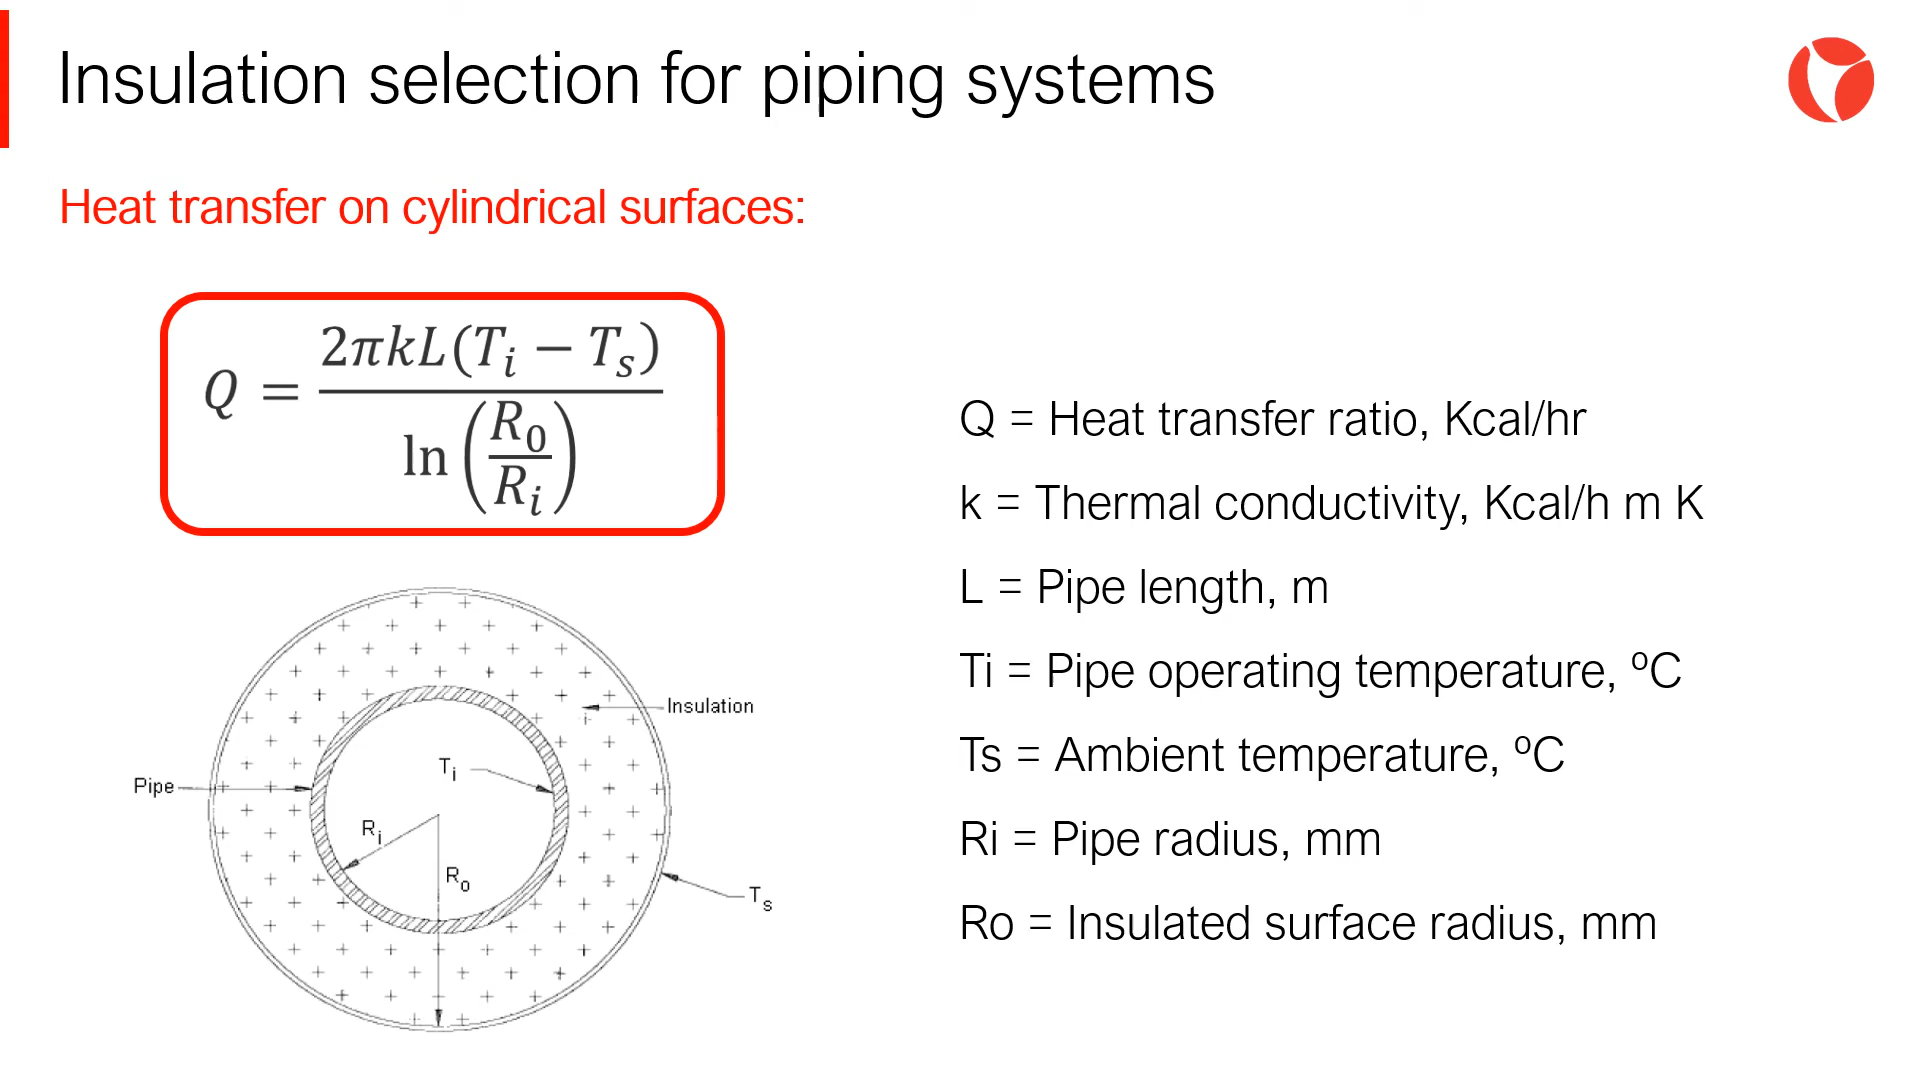 Insulation selection for piping systems
Heat transfer on cylindrical surfaces:
Q = 2πkL(Tᵢ − Tₛ) / ln(R₀/Rᵢ)
Q = Heat transfer ratio, Kcal/hr
k = Thermal conductivity, Kcal/h m K
L = Pipe length, m
Ti = Pipe operating temperature, ºC
Ts = Ambient temperature, ºC
Ri = Pipe radius, mm
Ro = Insulated surface radius, mm
Insulation
Pipe
Tᵢ
Rᵢ
Rₒ
Tₛ